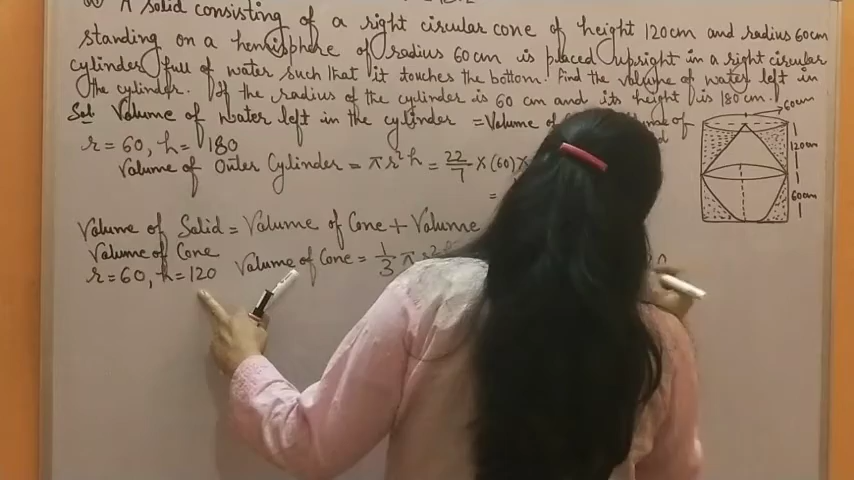 A Solid consisting of a right circular cone of height 120cm and radius 60cm
standing on a hemisphere of radius 60cm is placed upright in a right circular
cylinder full of water such that it touches the bottom. Find the volume of water left in
the cylinder. If the radius of the cylinder is 60 cm and its height is 180 cm.
Sol. Volume of water left in the cylinder = Volume of
r = 60, h = 180
Volume of Outer Cylinder = πr²h = 22/7 × (60) ×
=
Volume of Solid = Volume of Cone + Volume
Volume of Cone
r = 60, h = 120 Volume of Cone = 1/3 π r²
60cm
120cm
60cm